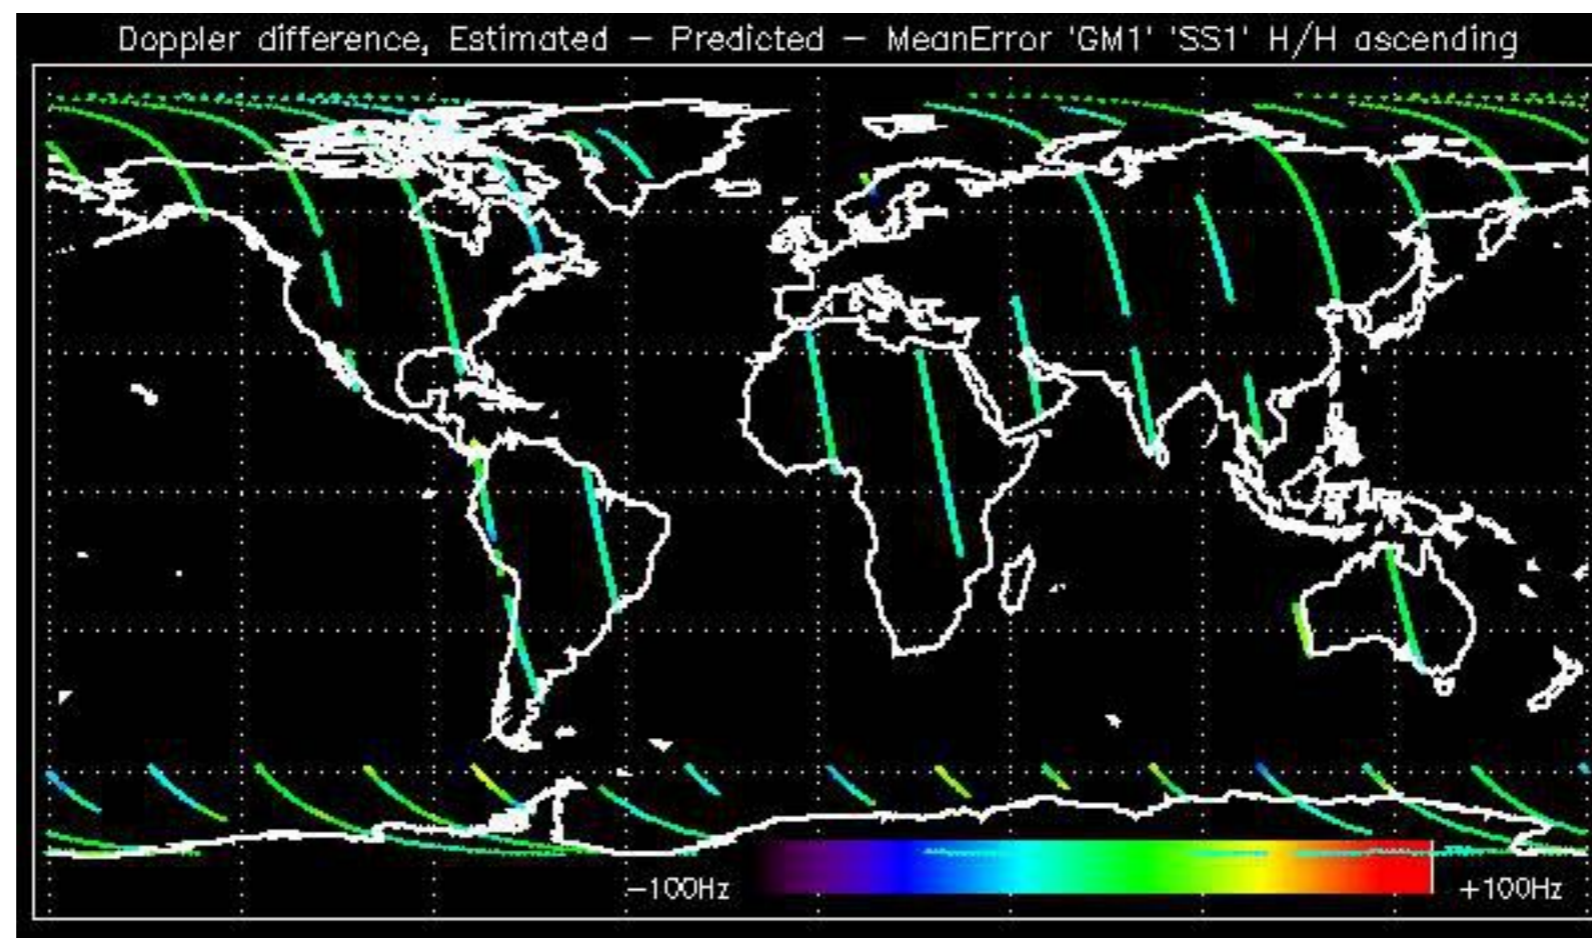 Doppler difference, Estimated – Predicted – MeanError 'GM1' 'SS1' H/H ascending
–100Hz
+100Hz